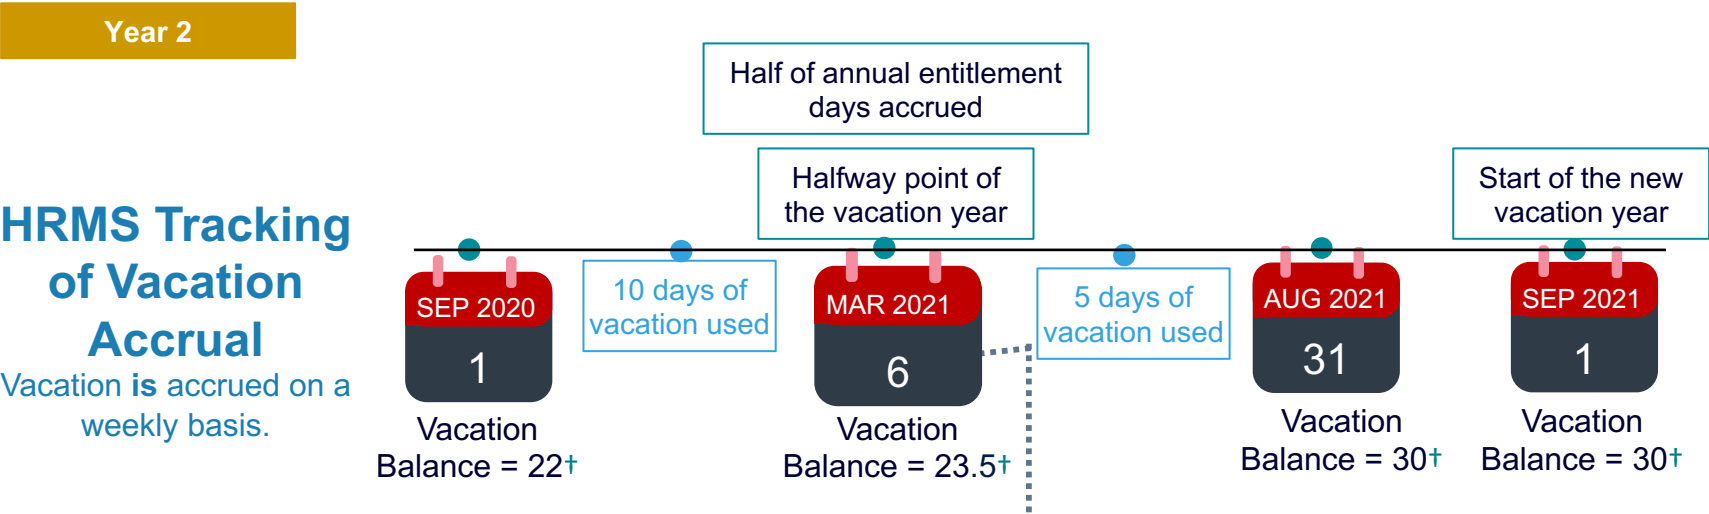 Year 2
HRMS Tracking
of Vacation
Accrual
Vacation is accrued on a
weekly basis.
Half of annual entitlement
days accrued
Halfway point of
the vacation year
Start of the new
vacation year
SEP 2020
1
Vacation
Balance = 22†
10 days of
vacation used
MAR 2021
6
Vacation
Balance = 23.5†
5 days of
vacation used
AUG 2021
31
Vacation
Balance = 30†
SEP 2021
1
Vacation
Balance = 30†